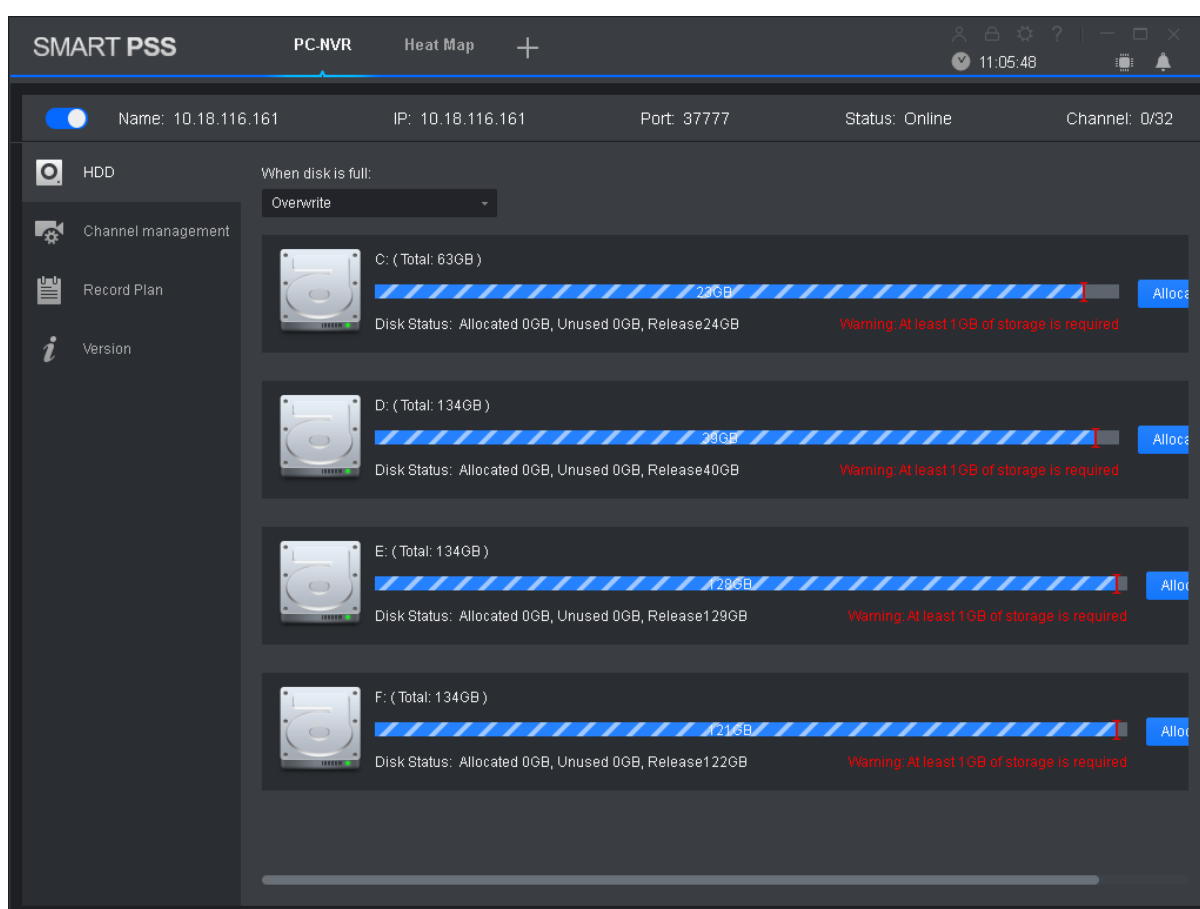 SMART PSS
PC-NVR
Heat Map
11:05:48
Name: 10.18.116.161
IP: 10.18.116.161
Port: 37777
Status: Online
Channel: 0/32
HDD
Channel management
Record Plan
Version
When disk is full:
Overwrite
C: ( Total: 63GB )
23GB
Disk Status: Allocated 0GB, Unused 0GB, Release24GB
Warning: At least 1GB of storage is required
Alloca
D: ( Total: 134GB )
39GB
Disk Status: Allocated 0GB, Unused 0GB, Release40GB
Warning: At least 1GB of storage is required
Alloca
E: ( Total: 134GB )
128GB
Disk Status: Allocated 0GB, Unused 0GB, Release129GB
Warning: At least 1GB of storage is required
Alloc
F: ( Total: 134GB )
121GB
Disk Status: Allocated 0GB, Unused 0GB, Release122GB
Warning: At least 1GB of storage is required
Alloc